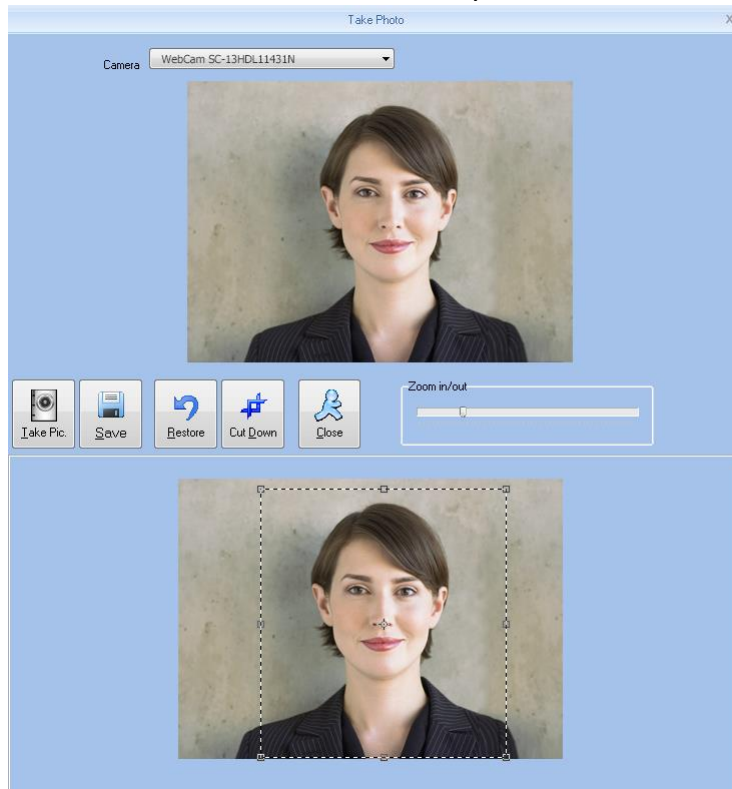 Take Photo X
Camera WebCam SC-13HDL11431N
Zoom in/out
Take Pic. Save Restore Cut Down Close